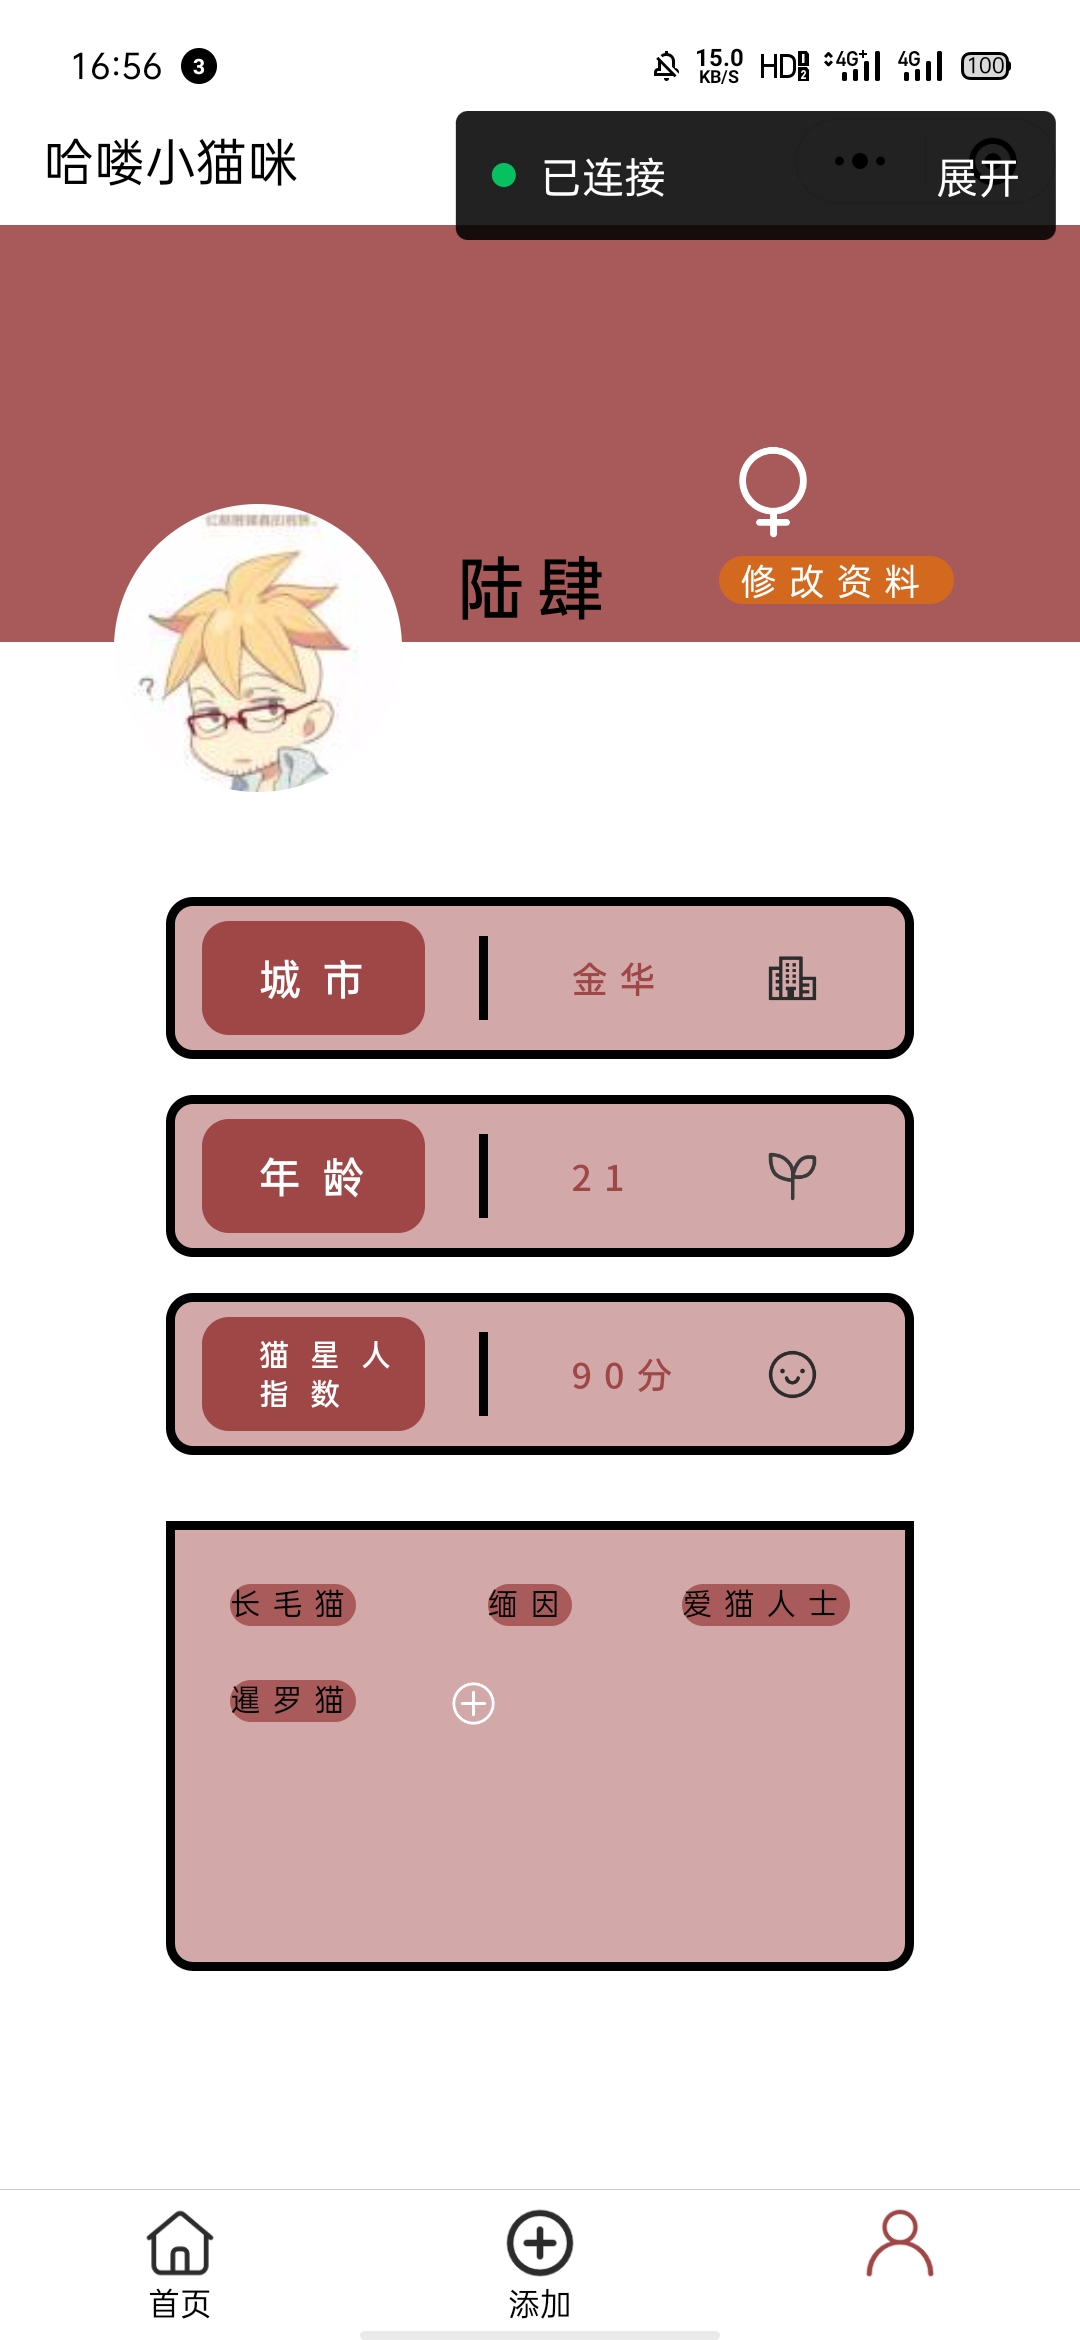 16:56 3 15.0 KB/S HD 1 2 4G+ 4G 100
哈喽小猫咪
已连接 展开
?
陆肆
修改资料
城市 金华
年龄 21
猫星人
指数
90分
长毛猫 缅因 爱猫人士
暹罗猫
首页 添加